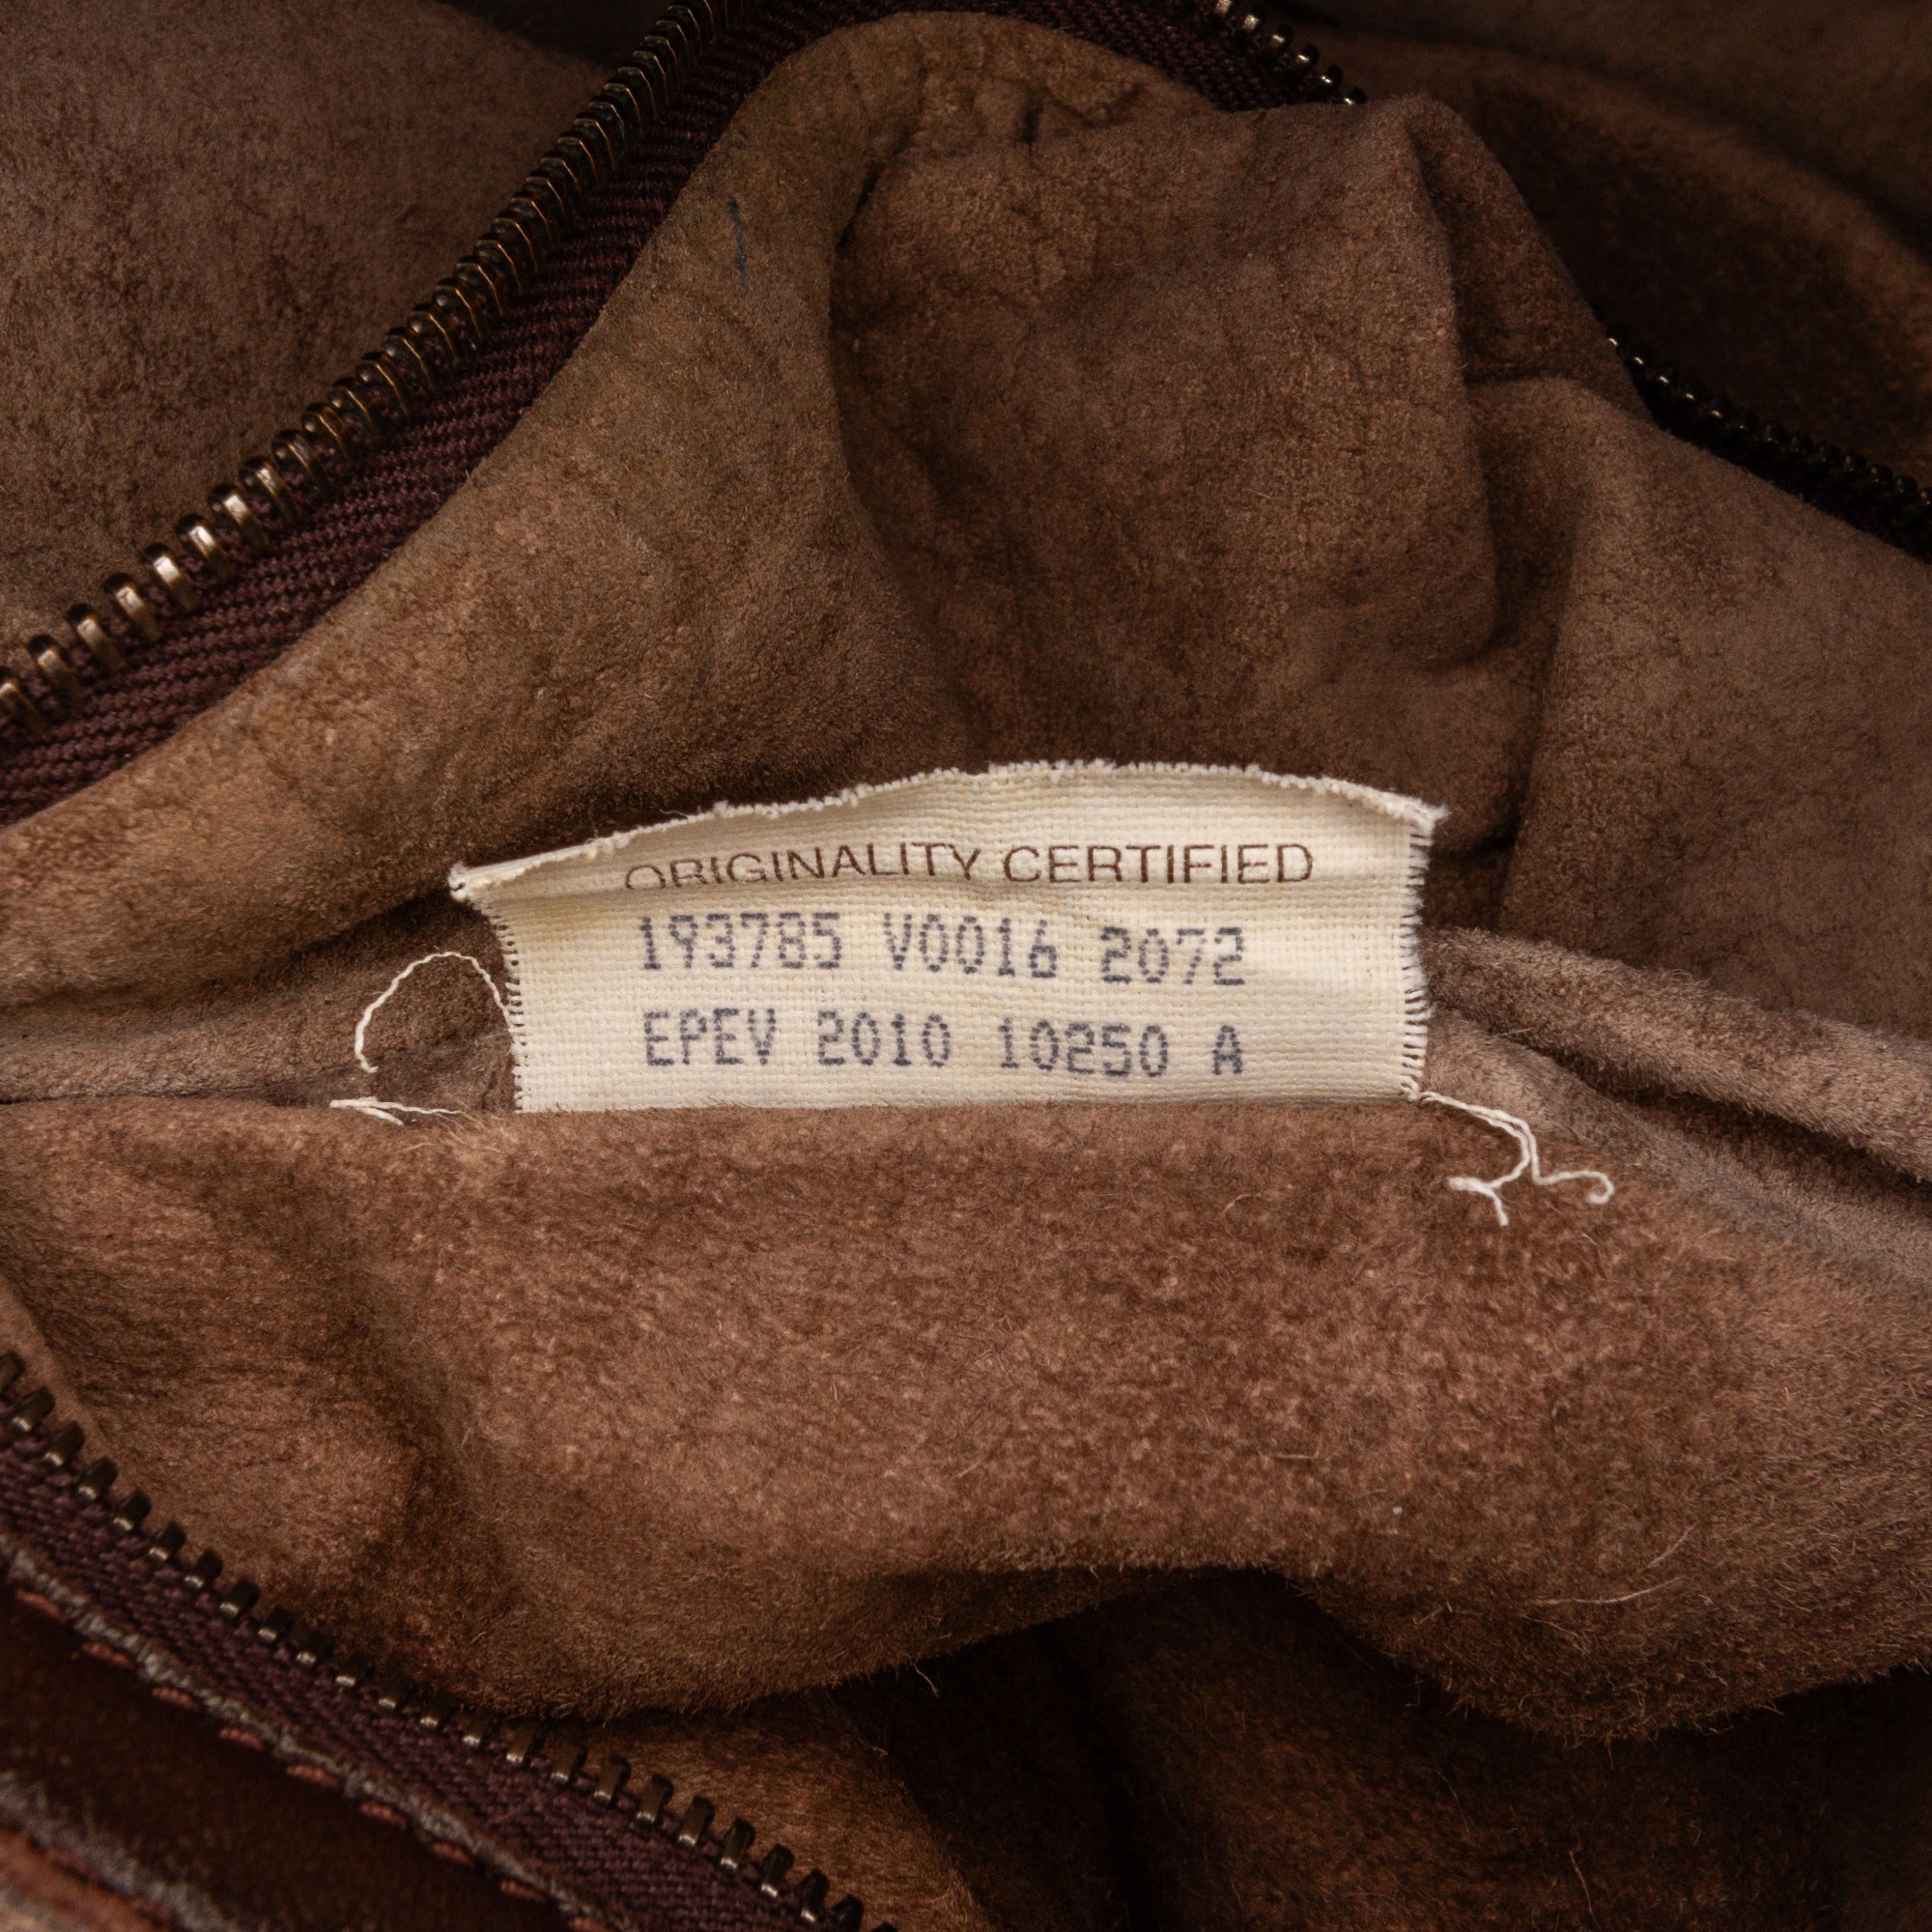 ORIGINALITY CERTIFIED
193785 V0016 2072
EPEV 2010 10250 A